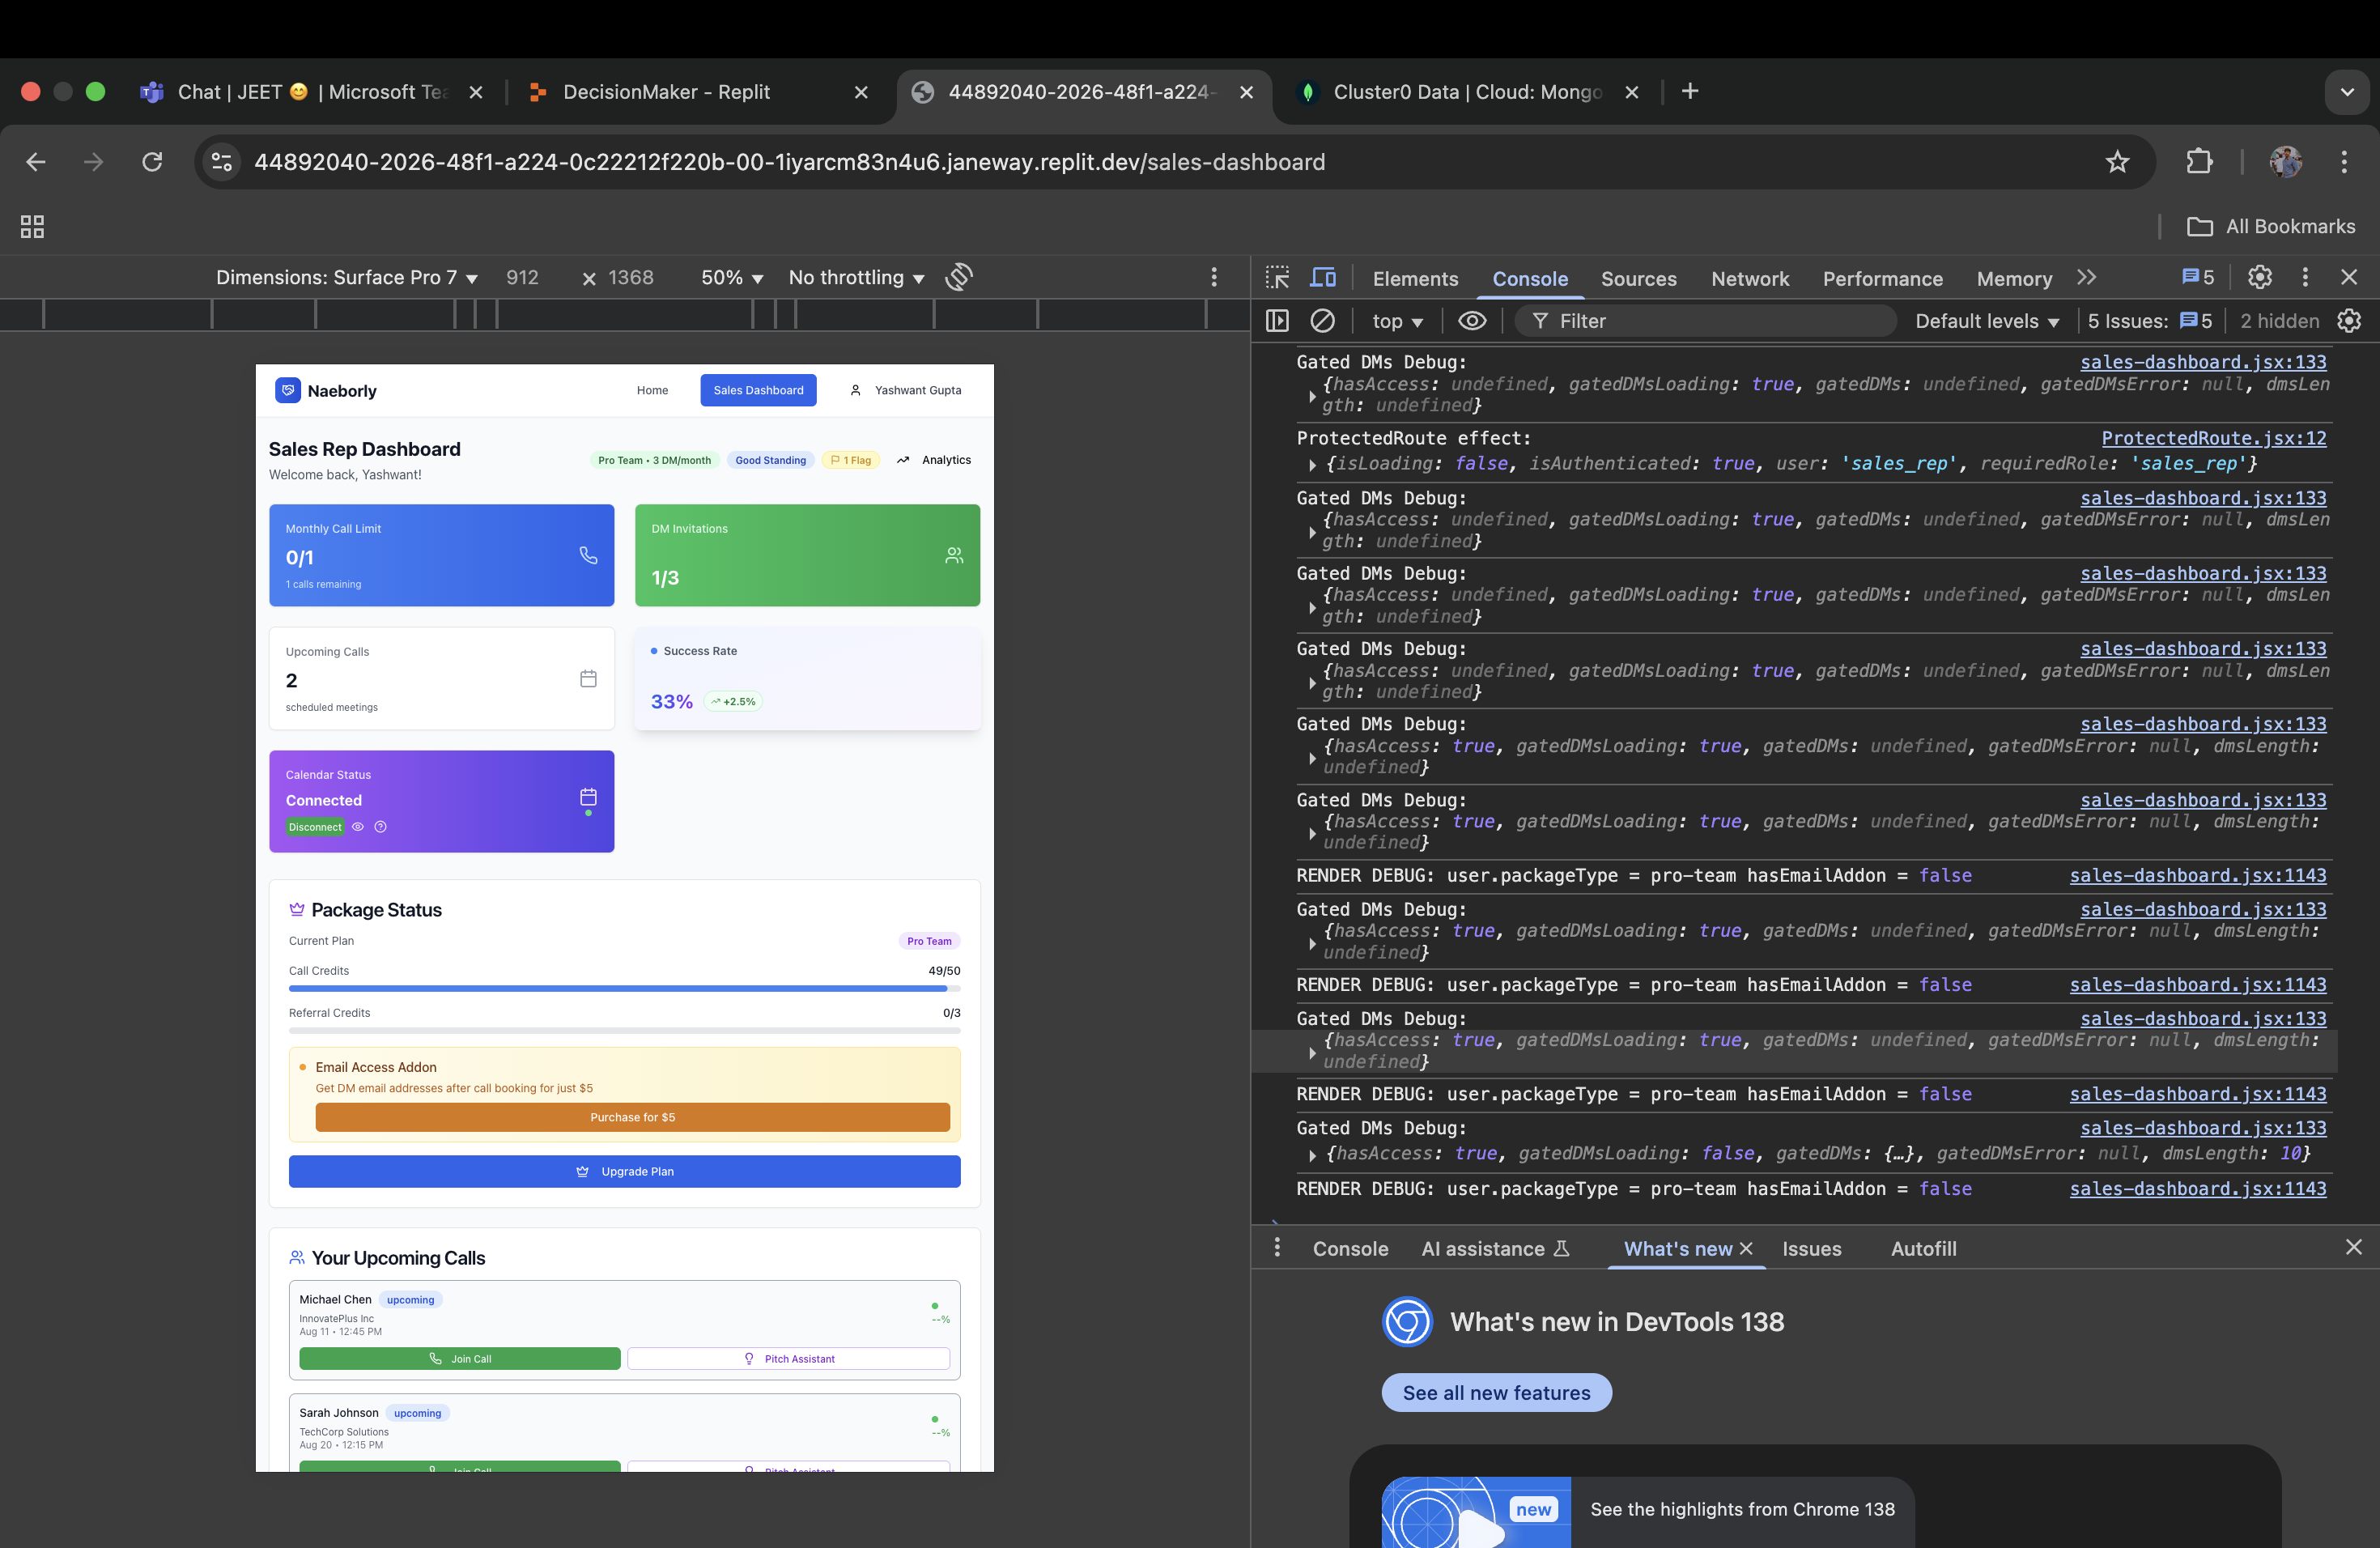 Chat | JEET 😊 | Microsoft Tea
DecisionMaker - Replit
44892040-2026-48f1-a224-
Cluster0 Data | Cloud: Mongo
44892040-2026-48f1-a224-0c22212f220b-00-1iyarcm83n4u6.janeway.replit.dev/sales-dashboard
All Bookmarks
Dimensions: Surface Pro 7 912 × 1368 50% No throttling
Naeborly
Home
Sales Dashboard
Yashwant Gupta
Sales Rep Dashboard
Welcome back, Yashwant!
Pro Team • 3 DM/month
Good Standing
1 Flag
Analytics
Monthly Call Limit
0/1
1 calls remaining
DM Invitations
1/3
Upcoming Calls
2
scheduled meetings
Success Rate
33% +2.5%
Calendar Status
Connected
Disconnect
Package Status
Current Plan Pro Team
Call Credits 49/50
Referral Credits 0/3
Email Access Addon
Get DM email addresses after call booking for just $5
Purchase for $5
Upgrade Plan
Your Upcoming Calls
Michael Chen upcoming
InnovatePlus Inc
Aug 11 • 12:45 PM
--%
Join Call
Pitch Assistant
Sarah Johnson upcoming
TechCorp Solutions
Aug 20 • 12:15 PM
--%
Join Call
Pitch Assistant
Elements Console Sources Network Performance Memory 5
top Filter Default levels 5 Issues: 5 2 hidden
Gated DMs Debug: sales-dashboard.jsx:133
{hasAccess: undefined, gatedDMsLoading: true, gatedDMs: undefined, gatedDMsError: null, dmsLen
gth: undefined}
ProtectedRoute effect: ProtectedRoute.jsx:12
{isLoading: false, isAuthenticated: true, user: 'sales_rep', requiredRole: 'sales_rep'}
Gated DMs Debug: sales-dashboard.jsx:133
{hasAccess: undefined, gatedDMsLoading: true, gatedDMs: undefined, gatedDMsError: null, dmsLen
gth: undefined}
Gated DMs Debug: sales-dashboard.jsx:133
{hasAccess: undefined, gatedDMsLoading: true, gatedDMs: undefined, gatedDMsError: null, dmsLen
gth: undefined}
Gated DMs Debug: sales-dashboard.jsx:133
{hasAccess: undefined, gatedDMsLoading: true, gatedDMs: undefined, gatedDMsError: null, dmsLen
gth: undefined}
Gated DMs Debug: sales-dashboard.jsx:133
{hasAccess: true, gatedDMsLoading: true, gatedDMs: undefined, gatedDMsError: null, dmsLength:
undefined}
Gated DMs Debug: sales-dashboard.jsx:133
{hasAccess: true, gatedDMsLoading: true, gatedDMs: undefined, gatedDMsError: null, dmsLength:
undefined}
RENDER DEBUG: user.packageType = pro-team hasEmailAddon = false sales-dashboard.jsx:1143
Gated DMs Debug: sales-dashboard.jsx:133
{hasAccess: true, gatedDMsLoading: true, gatedDMs: undefined, gatedDMsError: null, dmsLength:
undefined}
RENDER DEBUG: user.packageType = pro-team hasEmailAddon = false sales-dashboard.jsx:1143
Gated DMs Debug: sales-dashboard.jsx:133
{hasAccess: true, gatedDMsLoading: true, gatedDMs: undefined, gatedDMsError: null, dmsLength:
undefined}
RENDER DEBUG: user.packageType = pro-team hasEmailAddon = false sales-dashboard.jsx:1143
Gated DMs Debug: sales-dashboard.jsx:133
{hasAccess: true, gatedDMsLoading: false, gatedDMs: {…}, gatedDMsError: null, dmsLength: 10}
RENDER DEBUG: user.packageType = pro-team hasEmailAddon = false sales-dashboard.jsx:1143
Console AI assistance What's new Issues Autofill
What's new in DevTools 138
See all new features
new
See the highlights from Chrome 138